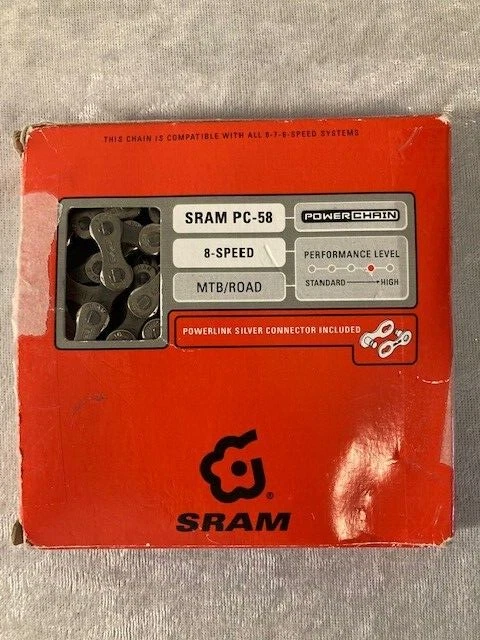 THIS CHAIN IS COMPATIBLE WITH ALL 8-7-6-SPEED SYSTEMS
SRAM PC-58
POWERCHAIN
8-SPEED
PERFORMANCE LEVEL
STANDARD HIGH
MTB/ROAD
POWERLINK SILVER CONNECTOR INCLUDED
®
SRAM